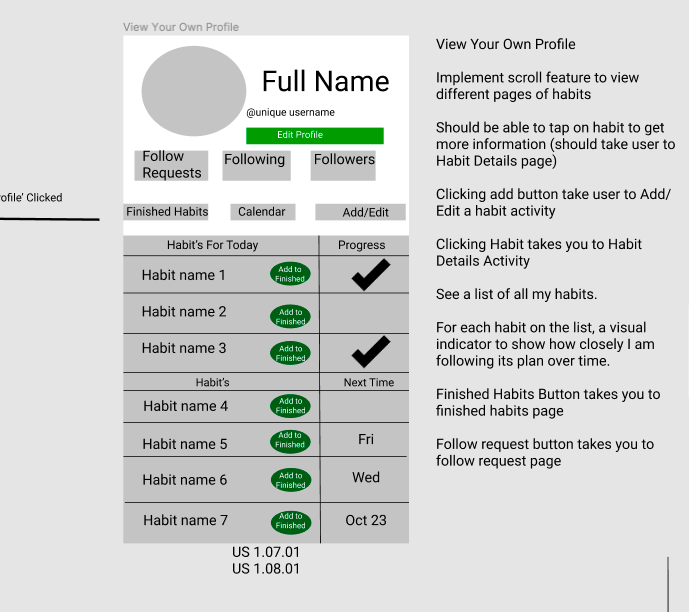 View Your Own Profile
Full Name
@unique username
Edit Profile
Follow
Requests
Following
Followers
Finished Habits
Calendar
Add/Edit
Habit's For Today
Progress
Habit name 1
Add to
Finished
Habit name 2
Add to
Finished
Habit name 3
Add to
Finished
Habit's
Next Time
Habit name 4
Add to
Finished
Habit name 5
Add to
Finished
Fri
Habit name 6
Add to
Finished
Wed
Habit name 7
Add to
Finished
Oct 23
US 1.07.01
US 1.08.01
ofile' Clicked
View Your Own Profile
Implement scroll feature to view
different pages of habits
Should be able to tap on habit to get
more information (should take user to
Habit Details page)
Clicking add button take user to Add/
Edit a habit activity
Clicking Habit takes you to Habit
Details Activity
See a list of all my habits.
For each habit on the list, a visual
indicator to show how closely I am
following its plan over time.
Finished Habits Button takes you to
finished habits page
Follow request button takes you to
follow request page